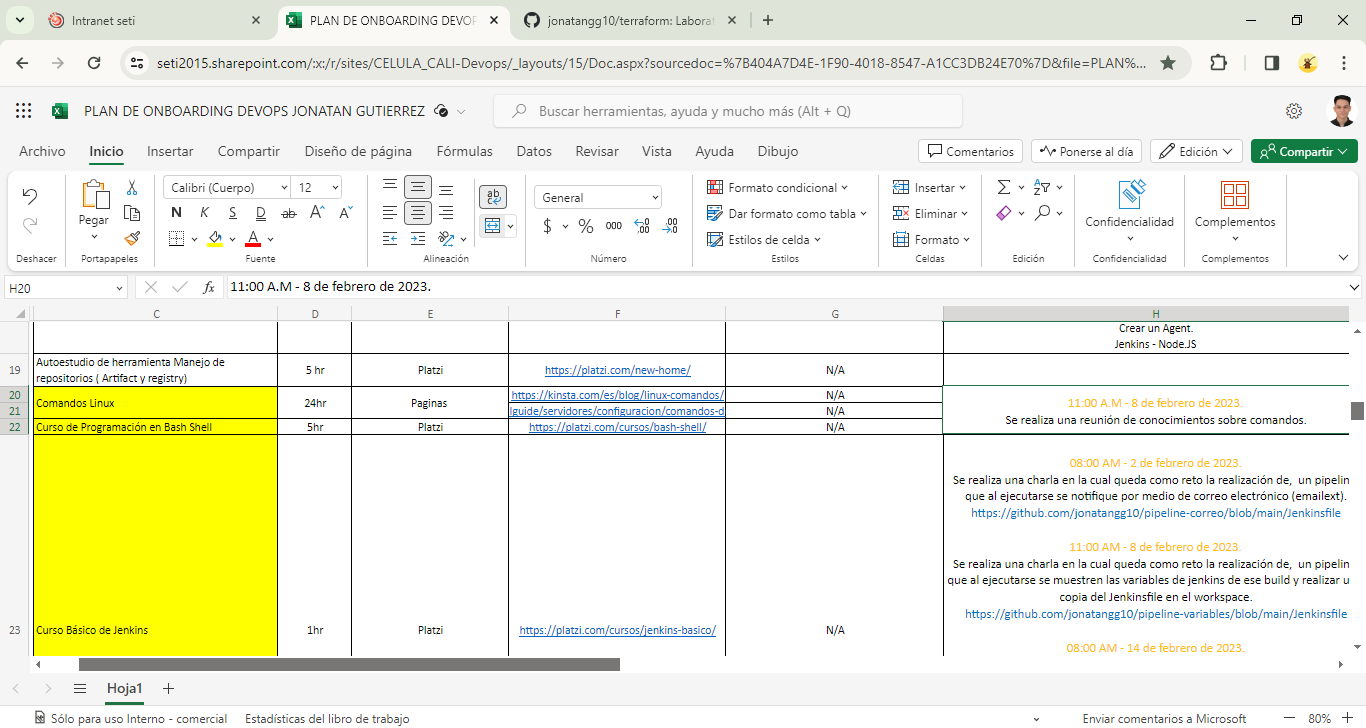 Intranet seti
PLAN DE ONBOARDING DEVOP
jonatangg10/terraform: Laborat
seti2015.sharepoint.com/:x:/r/sites/CELULA_CALI-Devops/_layouts/15/Doc.aspx?sourcedoc=%7B404A7D4E-1F90-4018-8547-A1CC3DB24E70%7D&file=PLAN%...
PLAN DE ONBOARDING DEVOPS JONATAN GUTIERREZ
Buscar herramientas, ayuda y mucho más (Alt + Q)
Archivo Inicio Insertar Compartir Diseño de página Fórmulas Datos Revisar Vista Ayuda Dibujo
Comentarios Ponerse al día Edición Compartir
Pegar
Calibri (Cuerpo) 12
N K S D ab A A
A
ab
General
$ % 000
Formato condicional
Dar formato como tabla
Estilos de celda
Insertar
Eliminar
Formato
Confidencialidad
Complementos
Deshacer Portapapeles Fuente Alineación Número Estilos Celdas Edición Confidencialidad Complementos
H20
fx
11:00 A.M - 8 de febrero de 2023.
C D E F G H
Crear un Agent.
Jenkins - Node.JS
19 Autoestudio de herramienta Manejo de
repositorios ( Artifact y registry)
5 hr Platzi https://platzi.com/new-home/ N/A
20 https://kinsta.com/es/blog/linux-comandos/ N/A
Comandos Linux 24hr Paginas
21 lguide/servidores/configuracion/comandos-d N/A
11:00 A.M - 8 de febrero de 2023.
Se realiza una reunión de conocimientos sobre comandos.
22 Curso de Programación en Bash Shell 5hr Platzi https://platzi.com/cursos/bash-shell/ N/A
08:00 AM - 2 de febrero de 2023.
Se realiza una charla en la cual queda como reto la realización de, un pipelin
que al ejecutarse se notifique por medio de correo electrónico (emailext).
https://github.com/jonatangg10/pipeline-correo/blob/main/Jenkinsfile
11:00 AM - 8 de febrero de 2023.
Se realiza una charla en la cual queda como reto la realización de, un pipelin
que al ejecutarse se muestren las variables de jenkins de ese build y realizar u
copia del Jenkinsfile en el workspace.
https://github.com/jonatangg10/pipeline-variables/blob/main/Jenkinsfile
23 Curso Básico de Jenkins 1hr Platzi https://platzi.com/cursos/jenkins-basico/ N/A
08:00 AM - 14 de febrero de 2023.
Hoja1
Sólo para uso Interno - comercial Estadísticas del libro de trabajo Enviar comentarios a Microsoft 80%